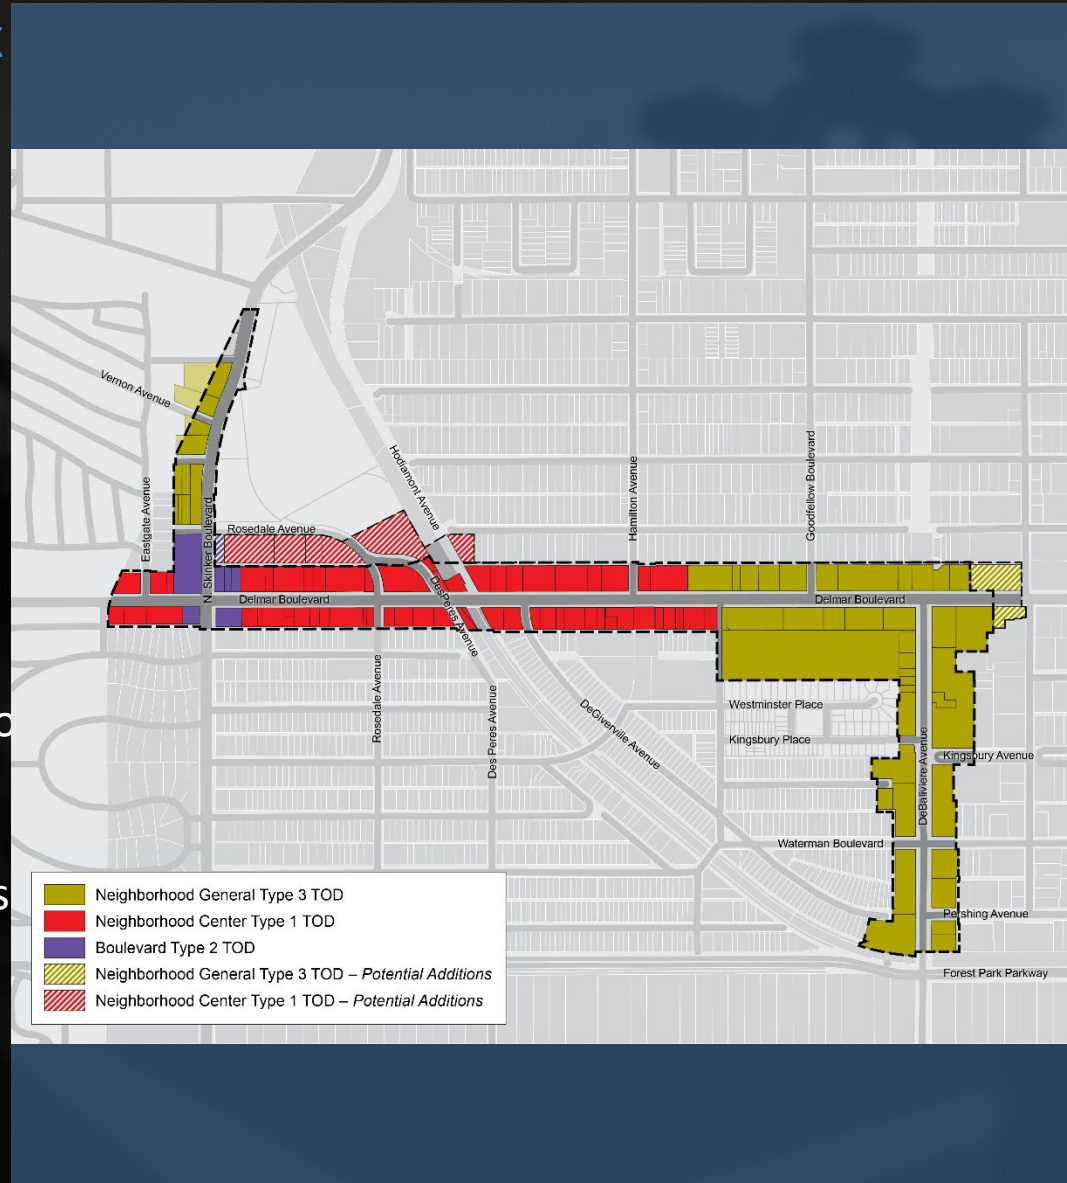 Vernon Avenue
Eastgate Avenue
N. Skinker Boulevard
Rosedale Avenue
Hodiamont Avenue
Hamilton Avenue
Goodfellow Boulevard
Delmar Boulevard
DesPeres Avenue
Delmar Boulevard
Rosedale Avenue
Des Peres Avenue
DeGiverville Avenue
Westminster Place
Kingsbury Place
DeBaliviere Avenue
Kingsbury Avenue
Waterman Boulevard
Pershing Avenue
Forest Park Parkway
Neighborhood General Type 3 TOD
Neighborhood Center Type 1 TOD
Boulevard Type 2 TOD
Neighborhood General Type 3 TOD – Potential Additions
Neighborhood Center Type 1 TOD – Potential Additions